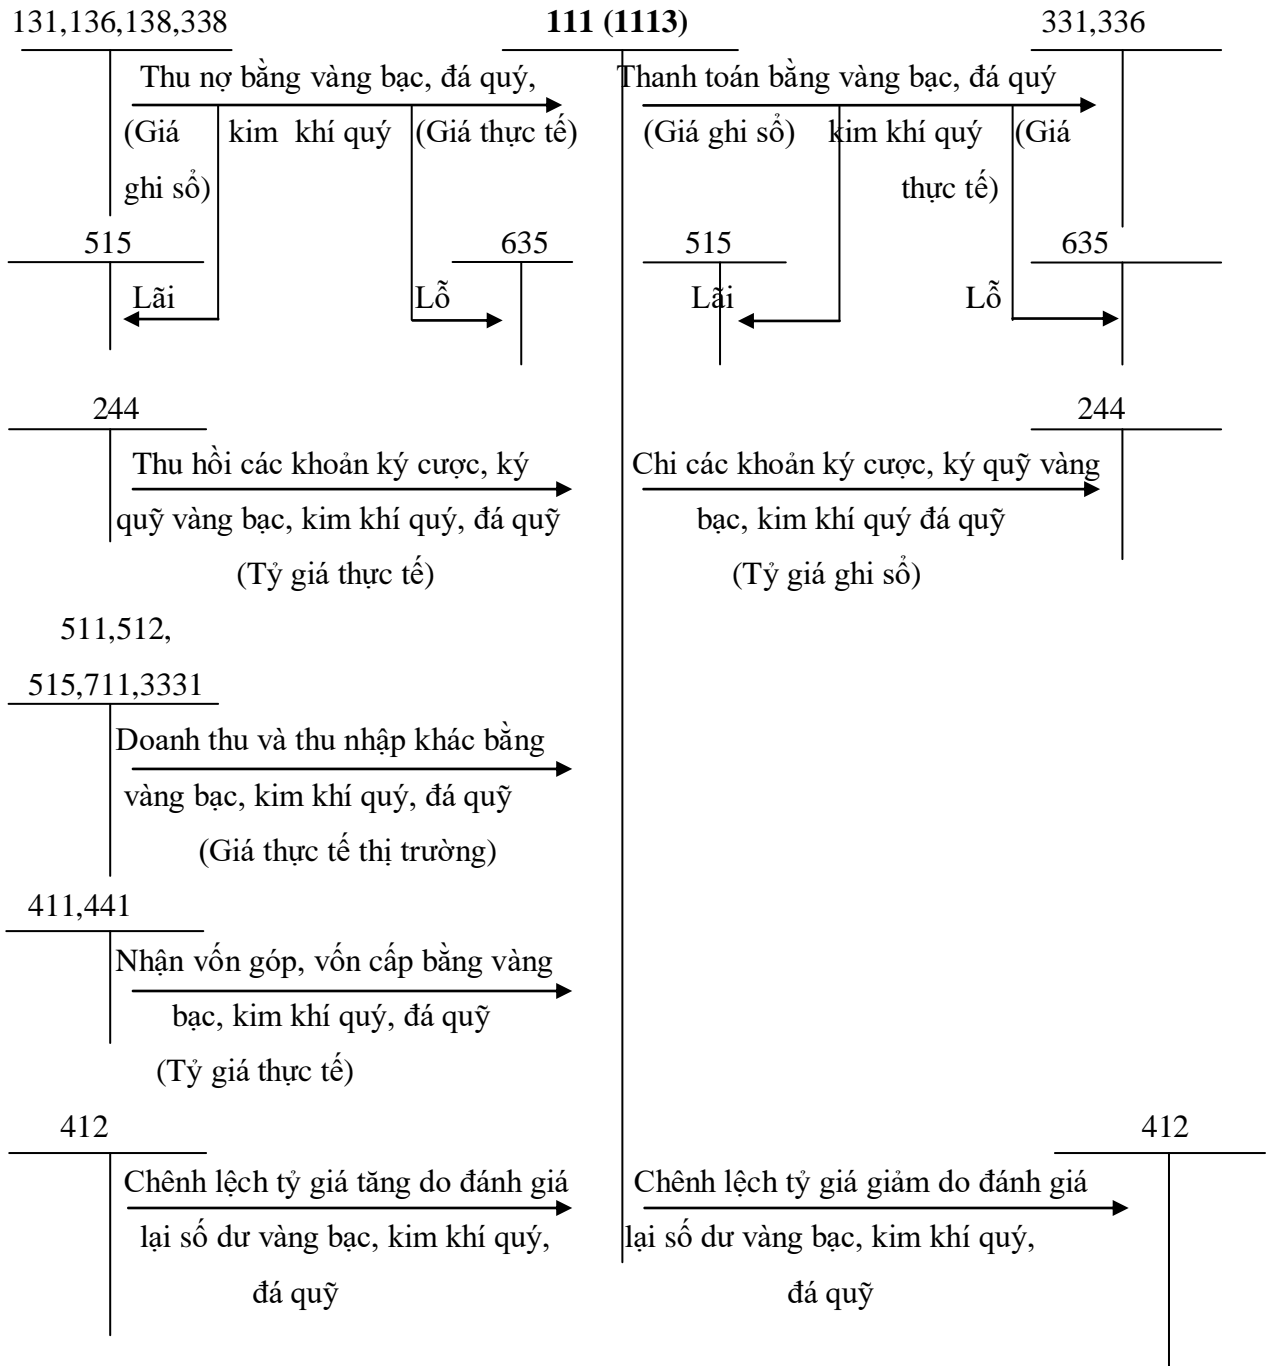 131,136,138,338 111 (1113) 331,336
Thu nợ bằng vàng bạc, đá quý, Thanh toán bằng vàng bạc, đá quý
(Giá kim khí quý (Giá thực tế) (Giá ghi sổ) kim khí quý (Giá
ghi sổ) thực tế)
515 635 515 635
Lãi Lỗ Lãi Lỗ
244 244
Thu hồi các khoản ký cược, ký Chi các khoản ký cược, ký quỹ vàng
quỹ vàng bạc, kim khí quý, đá quỹ bạc, kim khí quý đá quỹ
(Tỷ giá thực tế) (Tỷ giá ghi sổ)
511,512,
515,711,3331
Doanh thu và thu nhập khác bằng
vàng bạc, kim khí quý, đá quỹ
(Giá thực tế thị trường)
411,441
Nhận vốn góp, vốn cấp bằng vàng
bạc, kim khí quý, đá quỹ
(Tỷ giá thực tế)
412 412
Chênh lệch tỷ giá tăng do đánh giá Chênh lệch tỷ giá giảm do đánh giá
lại số dư vàng bạc, kim khí quý, lại số dư vàng bạc, kim khí quý,
đá quỹ đá quỹ